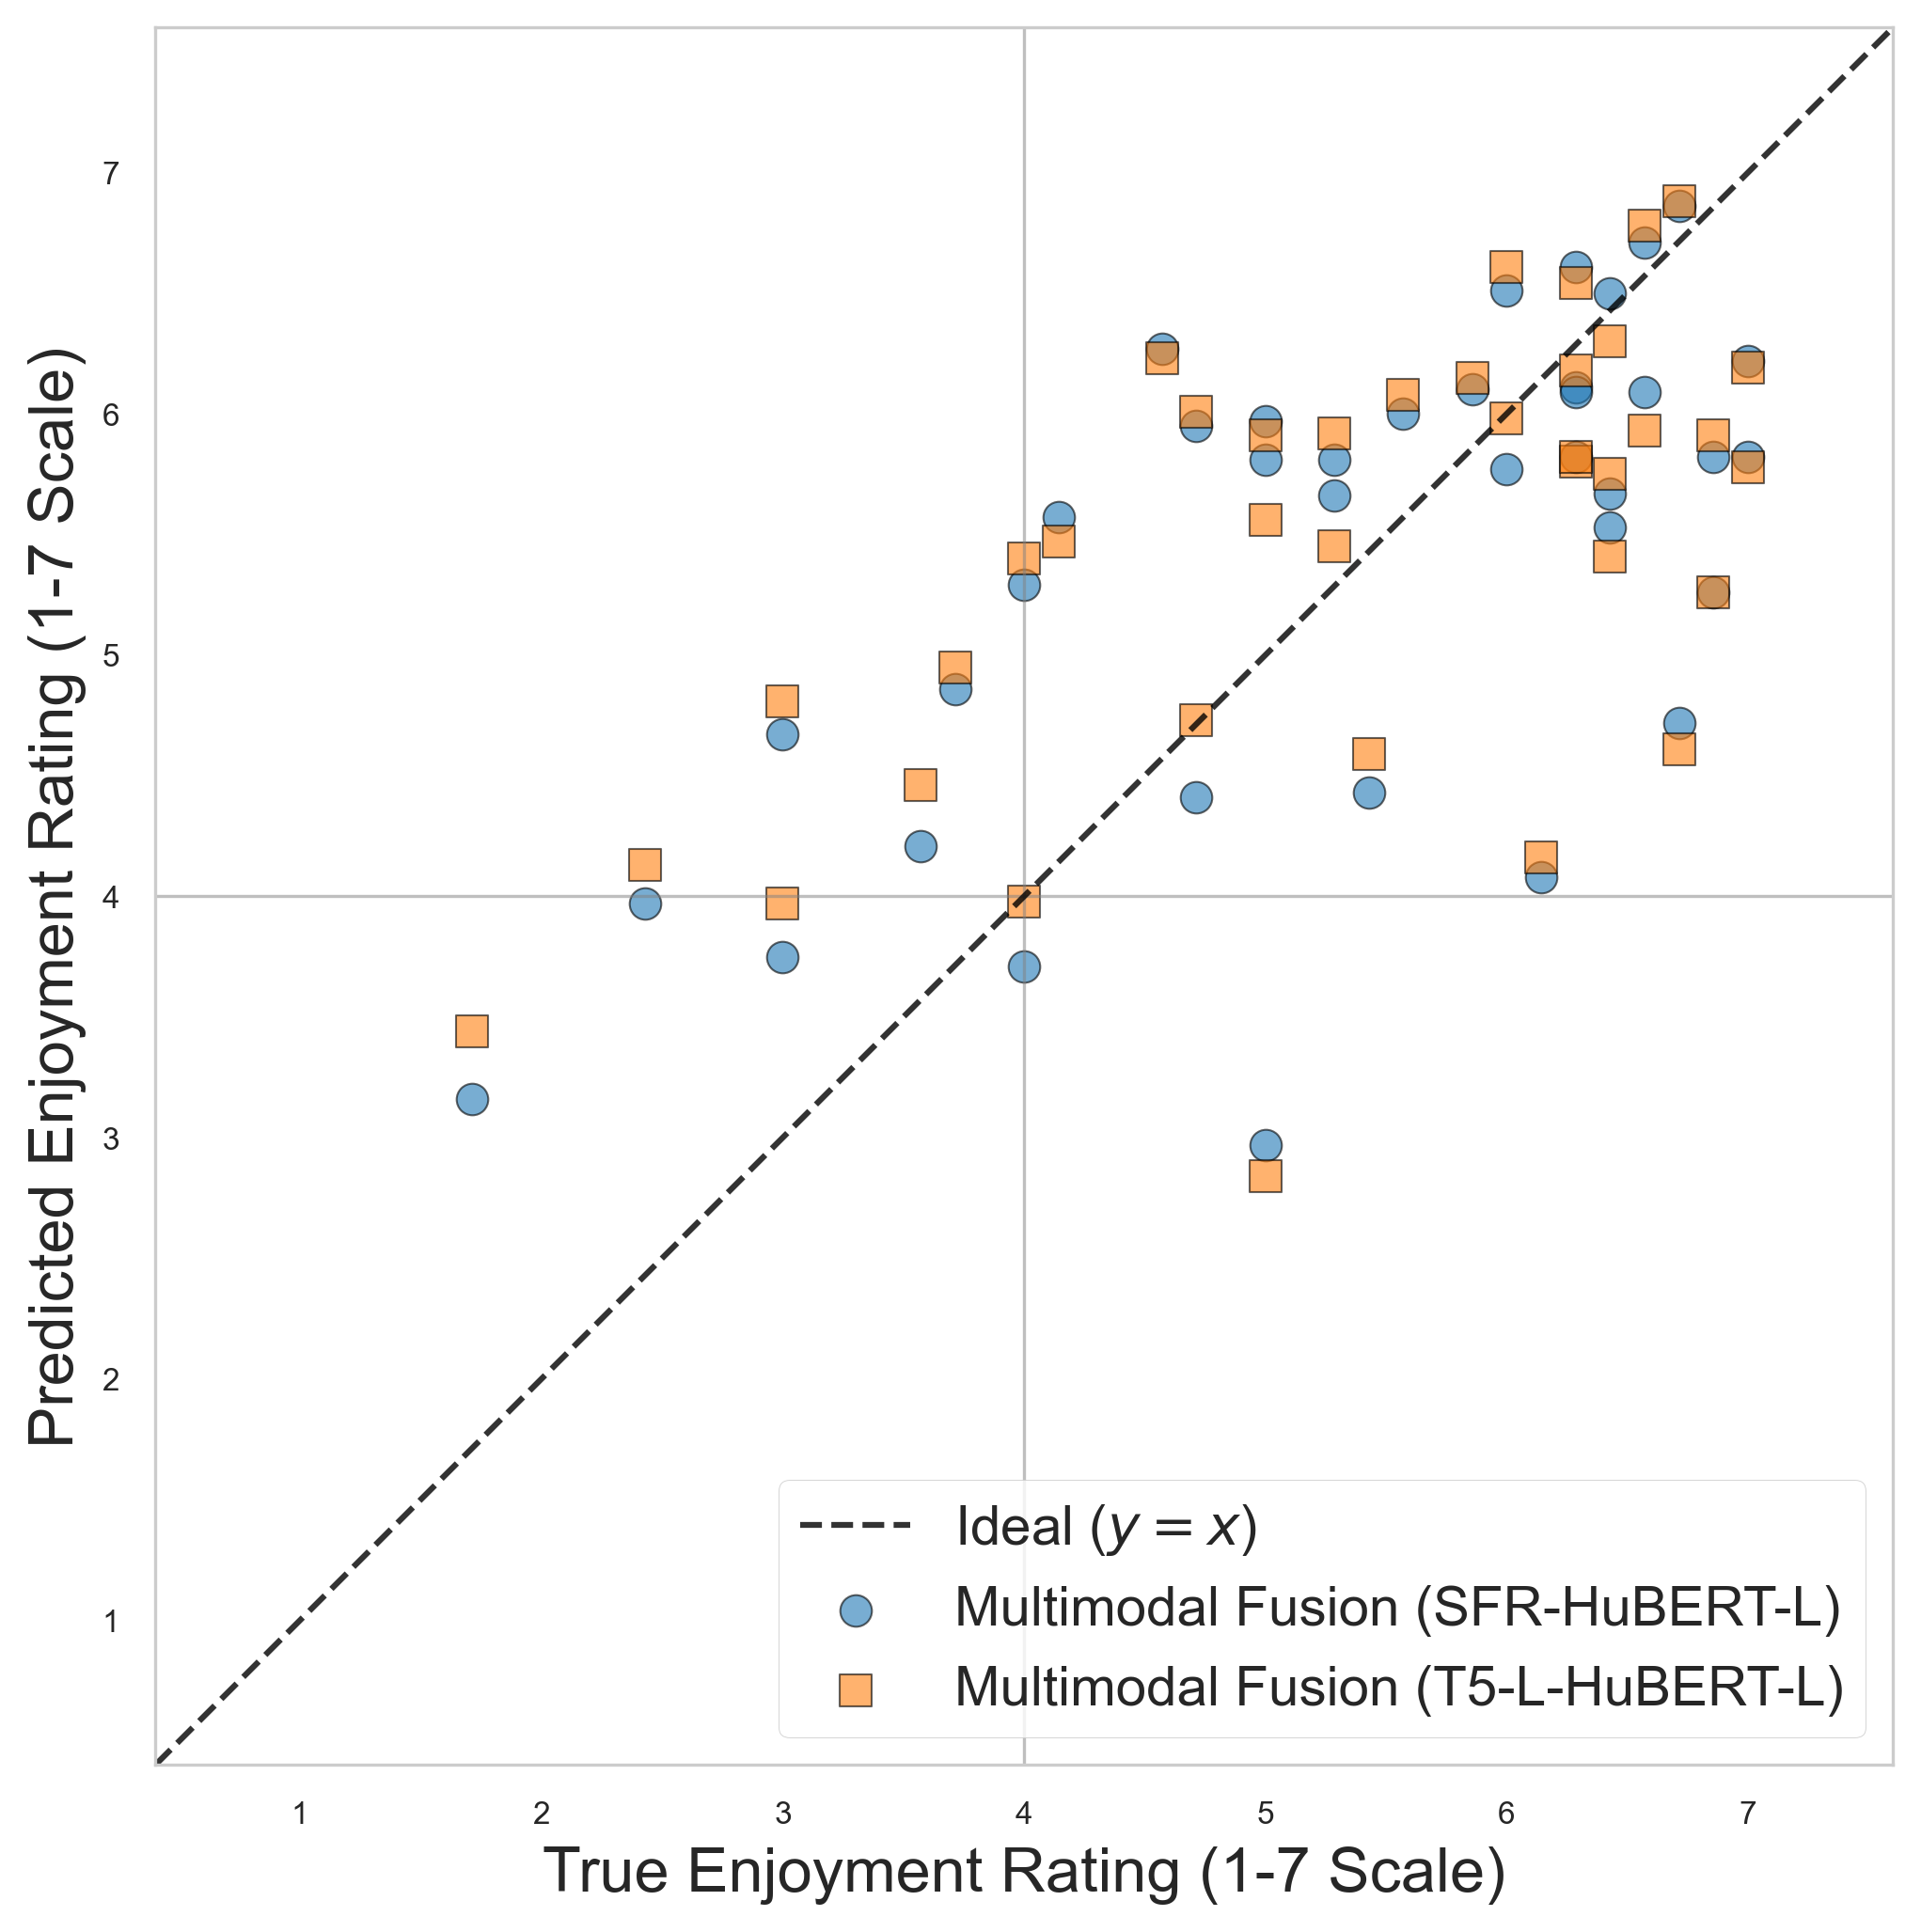 Predicted Enjoyment Rating (1-7 Scale)
7
6
5
4
3
2
1
Ideal (y = x)
Multimodal Fusion (SFR-HuBERT-L)
Multimodal Fusion (T5-L-HuBERT-L)
1 2 3 4 5 6 7
True Enjoyment Rating (1-7 Scale)